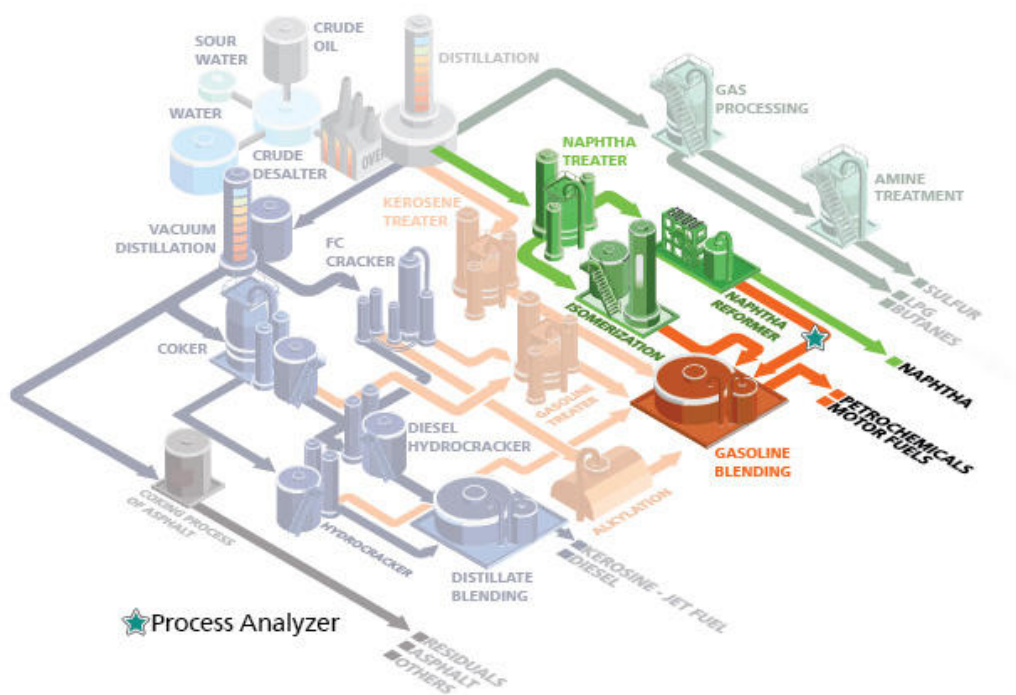 CRUDE
OIL
SOUR
WATER
DISTILLATION
WATER
CRUDE
DESALTER
OVEN
GAS
PROCESSING
NAPHTHA
TREATER
AMINE
TREATMENT
KEROSENE
TREATER
VACUUM
DISTILLATION
FC
CRACKER
SULFUR
LPG
BUTANES
NAPHTHA
REFORMER
ISOMERIZATION
COKER
NAPHTHA
PETROCHEMICALS
MOTOR FUELS
GASOLINE
TREATER
DIESEL
HYDROCRACKER
GASOLINE
BLENDING
COKING PROCESS
OF ASPHALT
ALKYLATION
HYDROCRACKER
DISTILLATE
BLENDING
KEROSINE - JET FUEL
DIESEL
Process Analyzer
RESIDUALS
ASPHALT
OTHERS